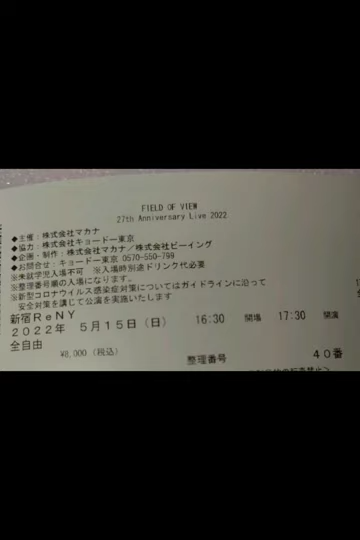 FIELD OF VIEW
27th Anniversary Live 2022
◆主催：株式会社マカナ
◆協力：株式会社キョードー東京
◆企画・制作：株式会社マカナ／株式会社ビーイング
◆お問合せ：キョードー東京 0570-550-799
※未就学児入場不可 ※入場時別途ドリンク代必要
※整理番号順の入場になります。
※新型コロナウイルス感染症対策についてはガイドラインに沿って
安全対策を講じて公演を実施いたします
新宿ReNY
2022年 5月15日（日） 16:30 開場 17:30 開演
全自由
¥8,000（税込） 整理番号 40番